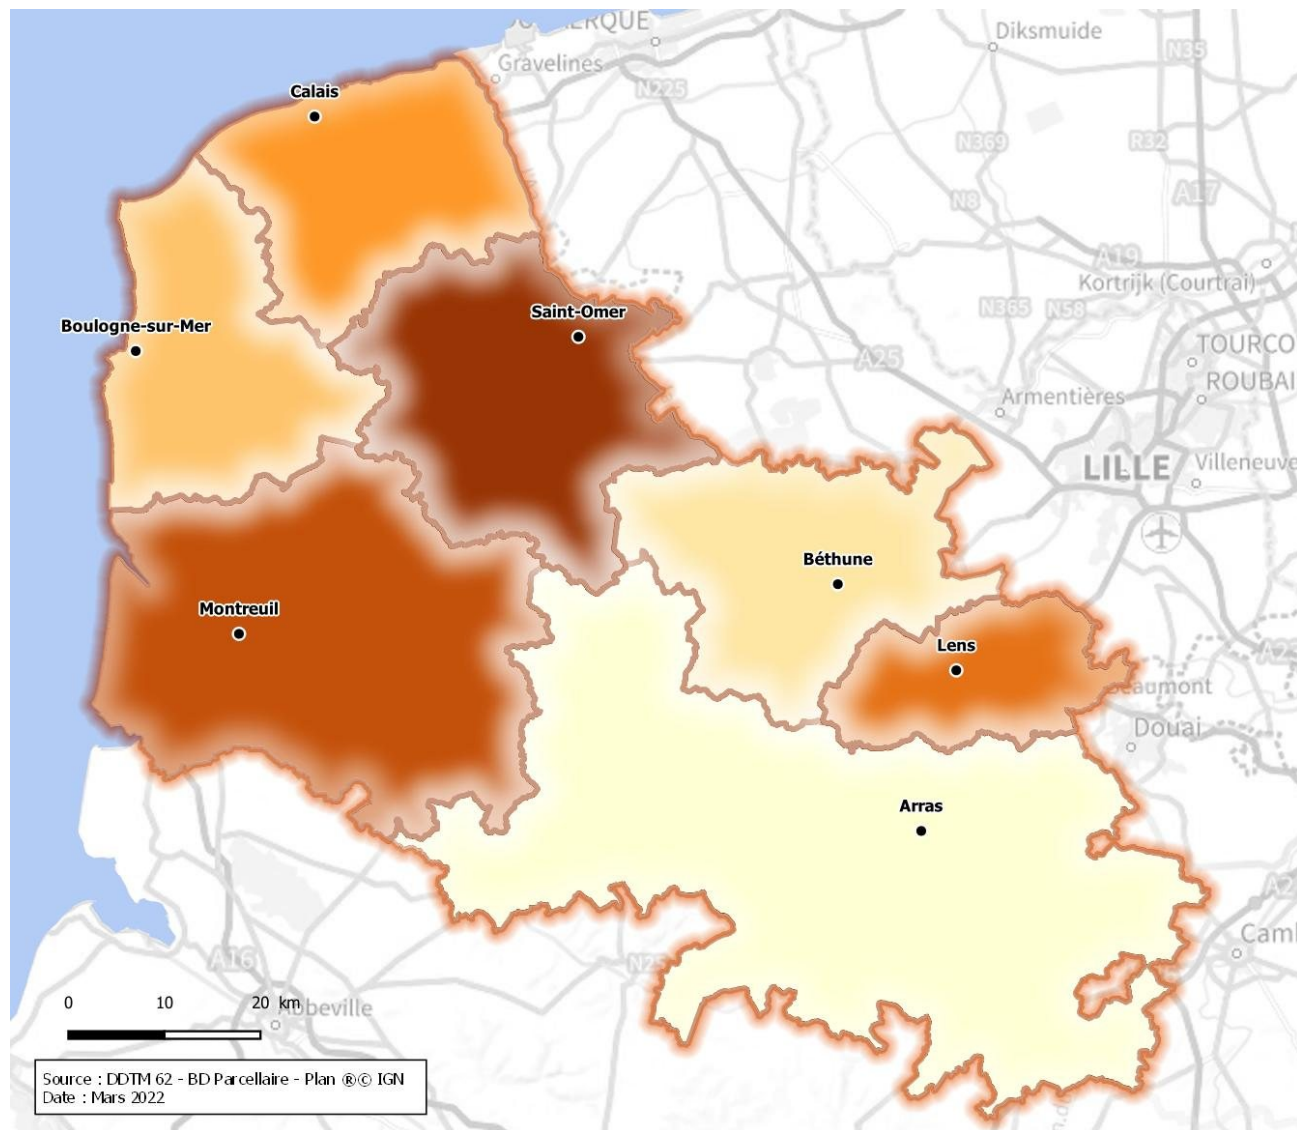 Diksmuide
N35
Gravelines
N225
Calais
N369
R32
A17
N8
A19
Kortrijk (Courtrai)
Saint-Omer
N365
N58
Boulogne-sur-Mer
A25
TOURCO
ROUBAI
Armentières
LILLE
Villeneuve
Béthune
Montreuil
Lens
Beaumont
Douai
Arras
A16
N25
0 10 20 km
Abbeville
Source : DDTM 62 - BD Parcellaire - Plan ®© IGN
Date : Mars 2022